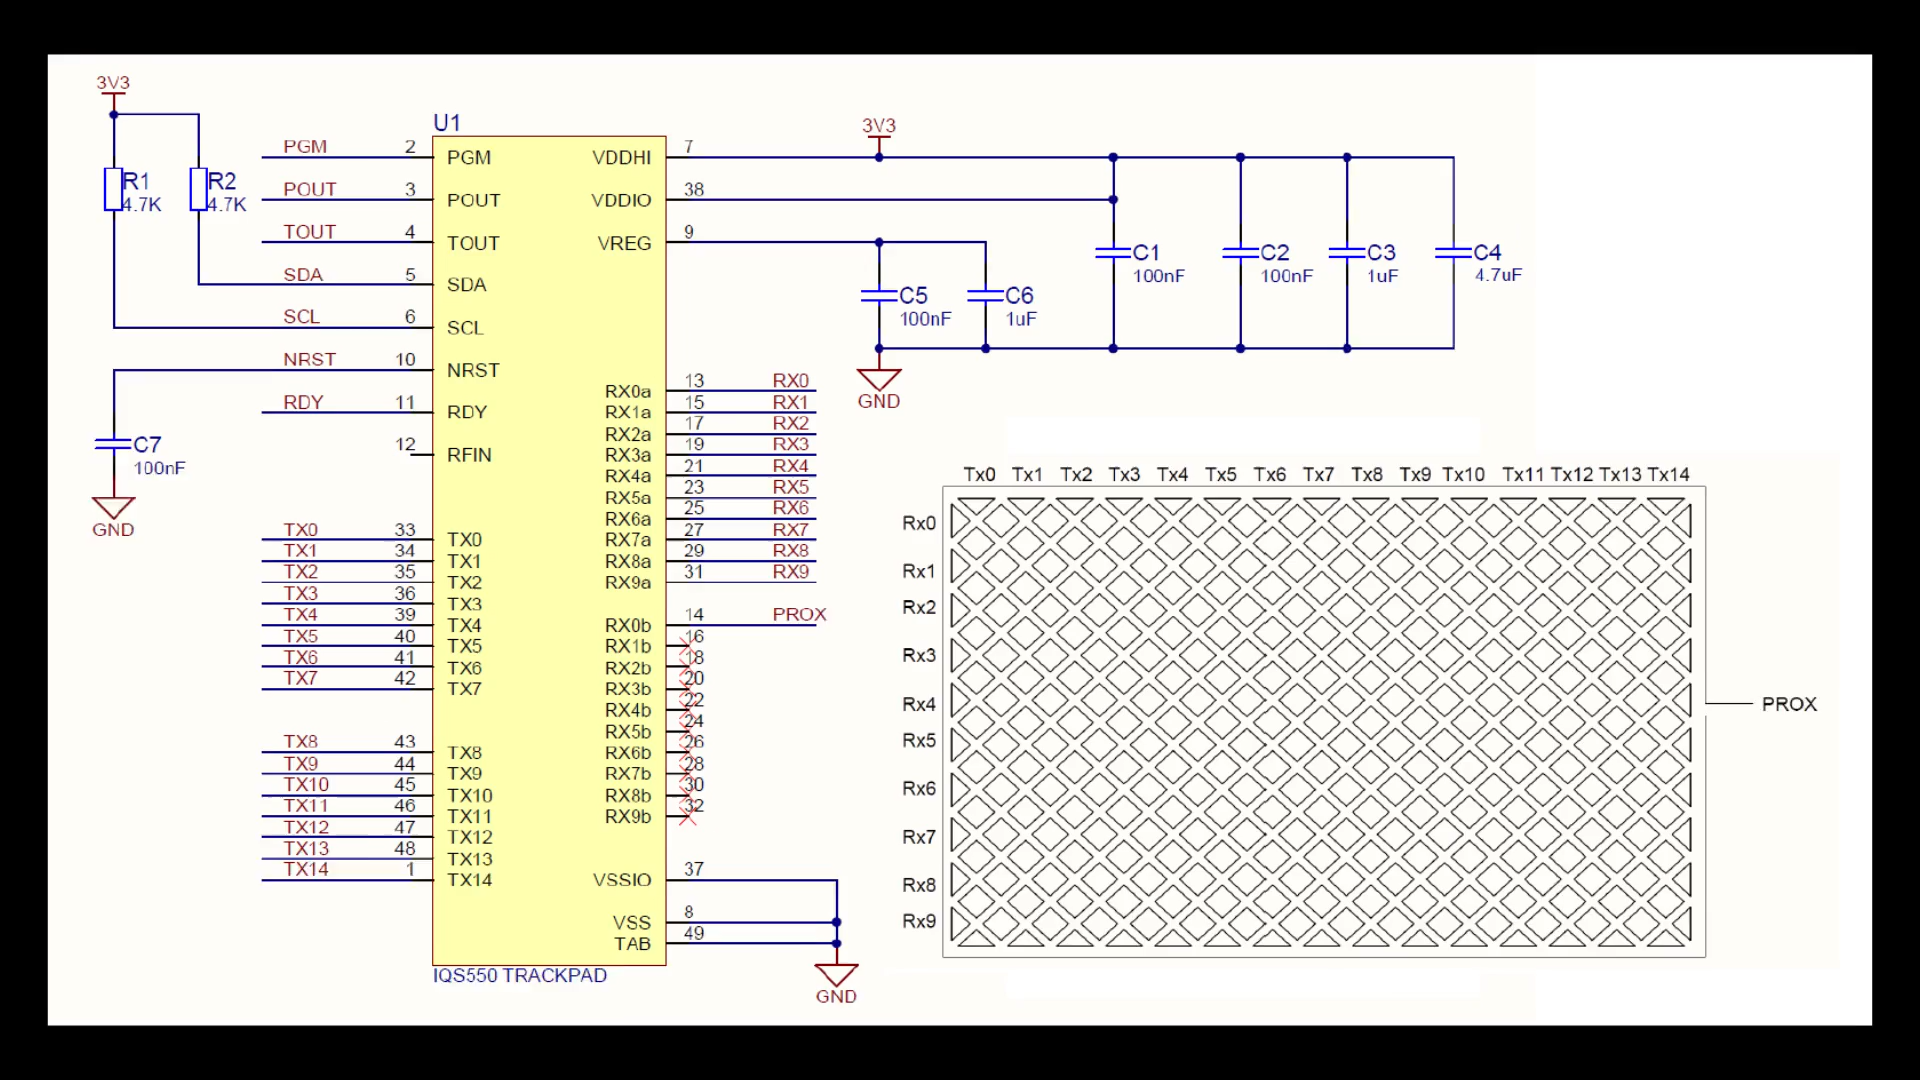 3V3
R1
4.7K
R2
4.7K
PGM 2
POUT 3
TOUT 4
SDA 5
SCL 6
NRST 10
RDY 11
12
C7
100nF
GND
TX0 33
TX1 34
TX2 35
TX3 36
TX4 39
TX5 40
TX6 41
TX7 42
TX8 43
TX9 44
TX10 45
TX11 46
TX12 47
TX13 48
TX14 1
U1
PGM
POUT
TOUT
SDA
SCL
NRST
RDY
RFIN
TX0
TX1
TX2
TX3
TX4
TX5
TX6
TX7
TX8
TX9
TX10
TX11
TX12
TX13
TX14
VDDHI 7
VDDIO 38
VREG 9
RX0a 13 RX0
RX1a 15 RX1
RX2a 17 RX2
RX3a 19 RX3
RX4a 21 RX4
RX5a 23 RX5
RX6a 25 RX6
RX7a 27 RX7
RX8a 29 RX8
RX9a 31 RX9
RX0b 14 PROX
RX1b 16
RX2b 18
RX3b 20
RX4b 22
RX5b 24
RX6b 26
RX7b 28
RX8b 30
RX9b 32
VSSIO 37
VSS 8
TAB 49
IQS550 TRACKPAD
GND
3V3
C5
100nF
C6
1uF
C1
100nF
C2
100nF
C3
1uF
C4
4.7uF
GND
Tx0 Tx1 Tx2 Tx3 Tx4 Tx5 Tx6 Tx7 Tx8 Tx9 Tx10 Tx11 Tx12 Tx13 Tx14
Rx0
Rx1
Rx2
Rx3
Rx4
Rx5
Rx6
Rx7
Rx8
Rx9
PROX